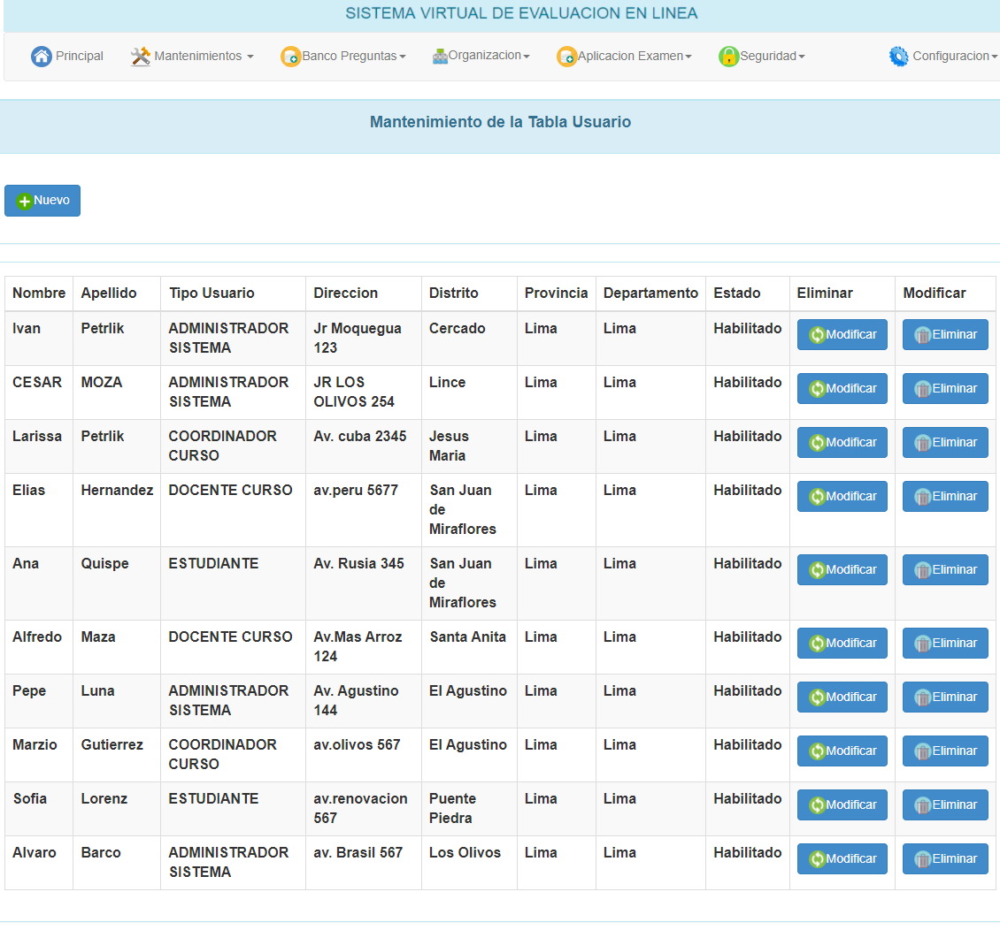 SISTEMA VIRTUAL DE EVALUACION EN LINEA
Principal Mantenimientos Banco Preguntas Organizacion Aplicacion Examen Seguridad Configuracion
Mantenimiento de la Tabla Usuario
Nuevo
Nombre Apellido Tipo Usuario Direccion Distrito Provincia Departamento Estado Eliminar Modificar
Ivan Petrlik ADMINISTRADOR Jr Moquegua Cercado Lima Lima Habilitado Modificar Eliminar
SISTEMA 123
CESAR MOZA ADMINISTRADOR JR LOS Lince Lima Lima Habilitado Modificar Eliminar
SISTEMA OLIVOS 254
Larissa Petrlik COORDINADOR Av. cuba 2345 Jesus Lima Lima Habilitado Modificar Eliminar
CURSO Maria
Elias Hernandez DOCENTE CURSO av.peru 5677 San Juan Lima Lima Habilitado Modificar Eliminar
de
Miraflores
Ana Quispe ESTUDIANTE Av. Rusia 345 San Juan Lima Lima Habilitado Modificar Eliminar
de
Miraflores
Alfredo Maza DOCENTE CURSO Av.Mas Arroz Santa Anita Lima Lima Habilitado Modificar Eliminar
124
Pepe Luna ADMINISTRADOR Av. Agustino El Agustino Lima Lima Habilitado Modificar Eliminar
SISTEMA 144
Marzio Gutierrez COORDINADOR av.olivos 567 El Agustino Lima Lima Habilitado Modificar Eliminar
CURSO
Sofia Lorenz ESTUDIANTE av.renovacion Puente Lima Lima Habilitado Modificar Eliminar
567 Piedra
Alvaro Barco ADMINISTRADOR av. Brasil 567 Los Olivos Lima Lima Habilitado Modificar Eliminar
SISTEMA